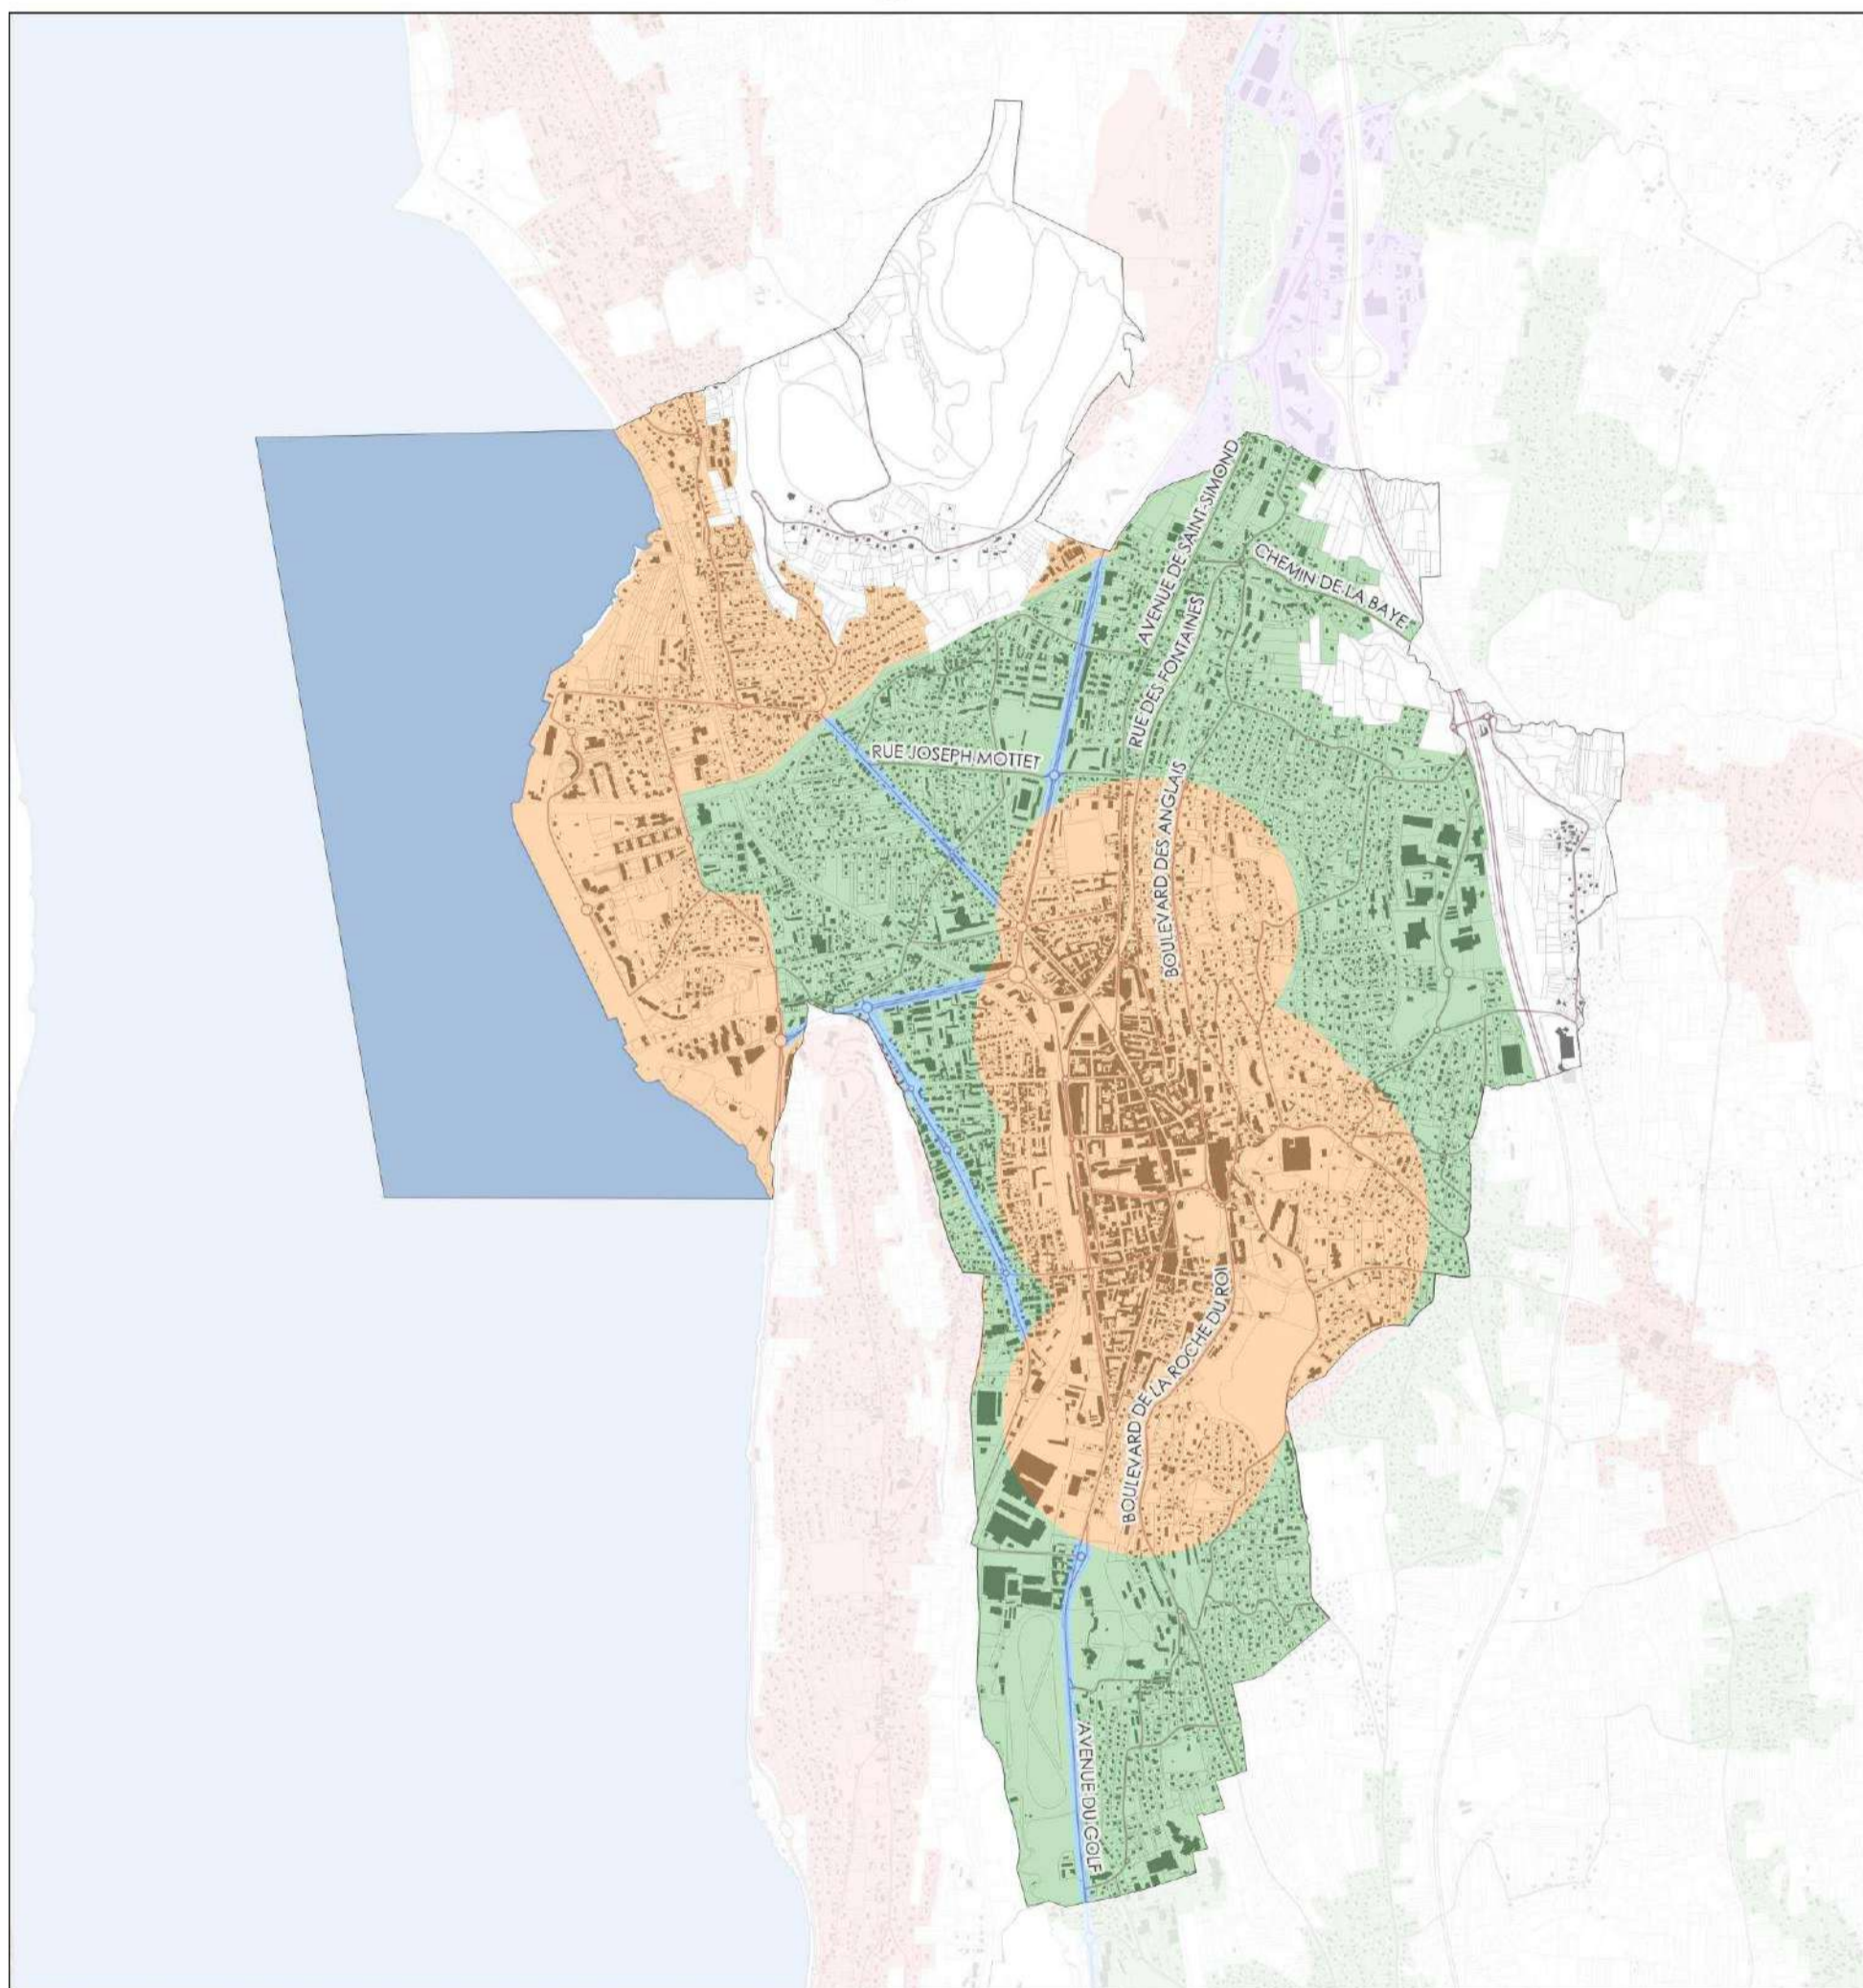 AVENUE DE SAINT-SIMOND
CHEMIN DE LA BAYE
RUE DES FONTAINES
RUE JOSEPH MOTTET
BOULEVARD DES ANGLAIS
BOULEVARD DE LA ROCHE DU ROI
AVENUE DU GOLF